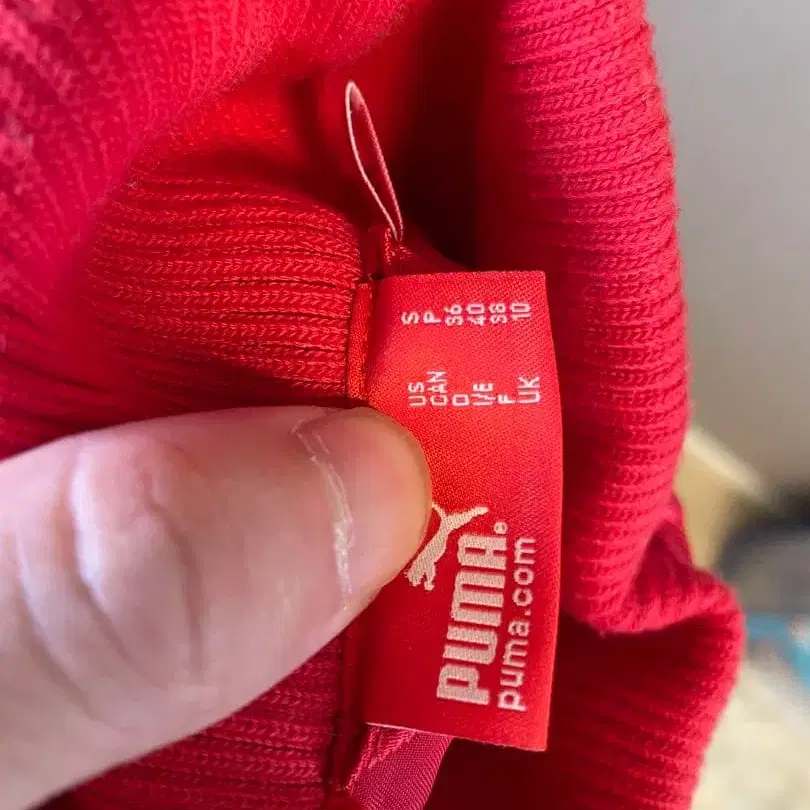 US S
CAN P
D 36
I/E 40
F 38
UK 10
PUMA®
puma.com